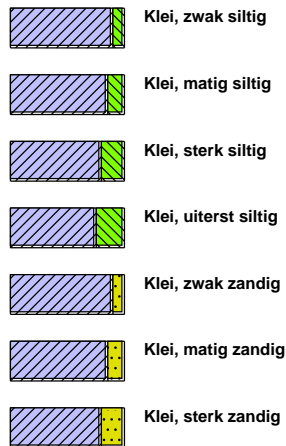 Klei, zwak siltig
Klei, matig siltig
Klei, sterk siltig
Klei, uiterst siltig
Klei, zwak zandig
Klei, matig zandig
Klei, sterk zandig